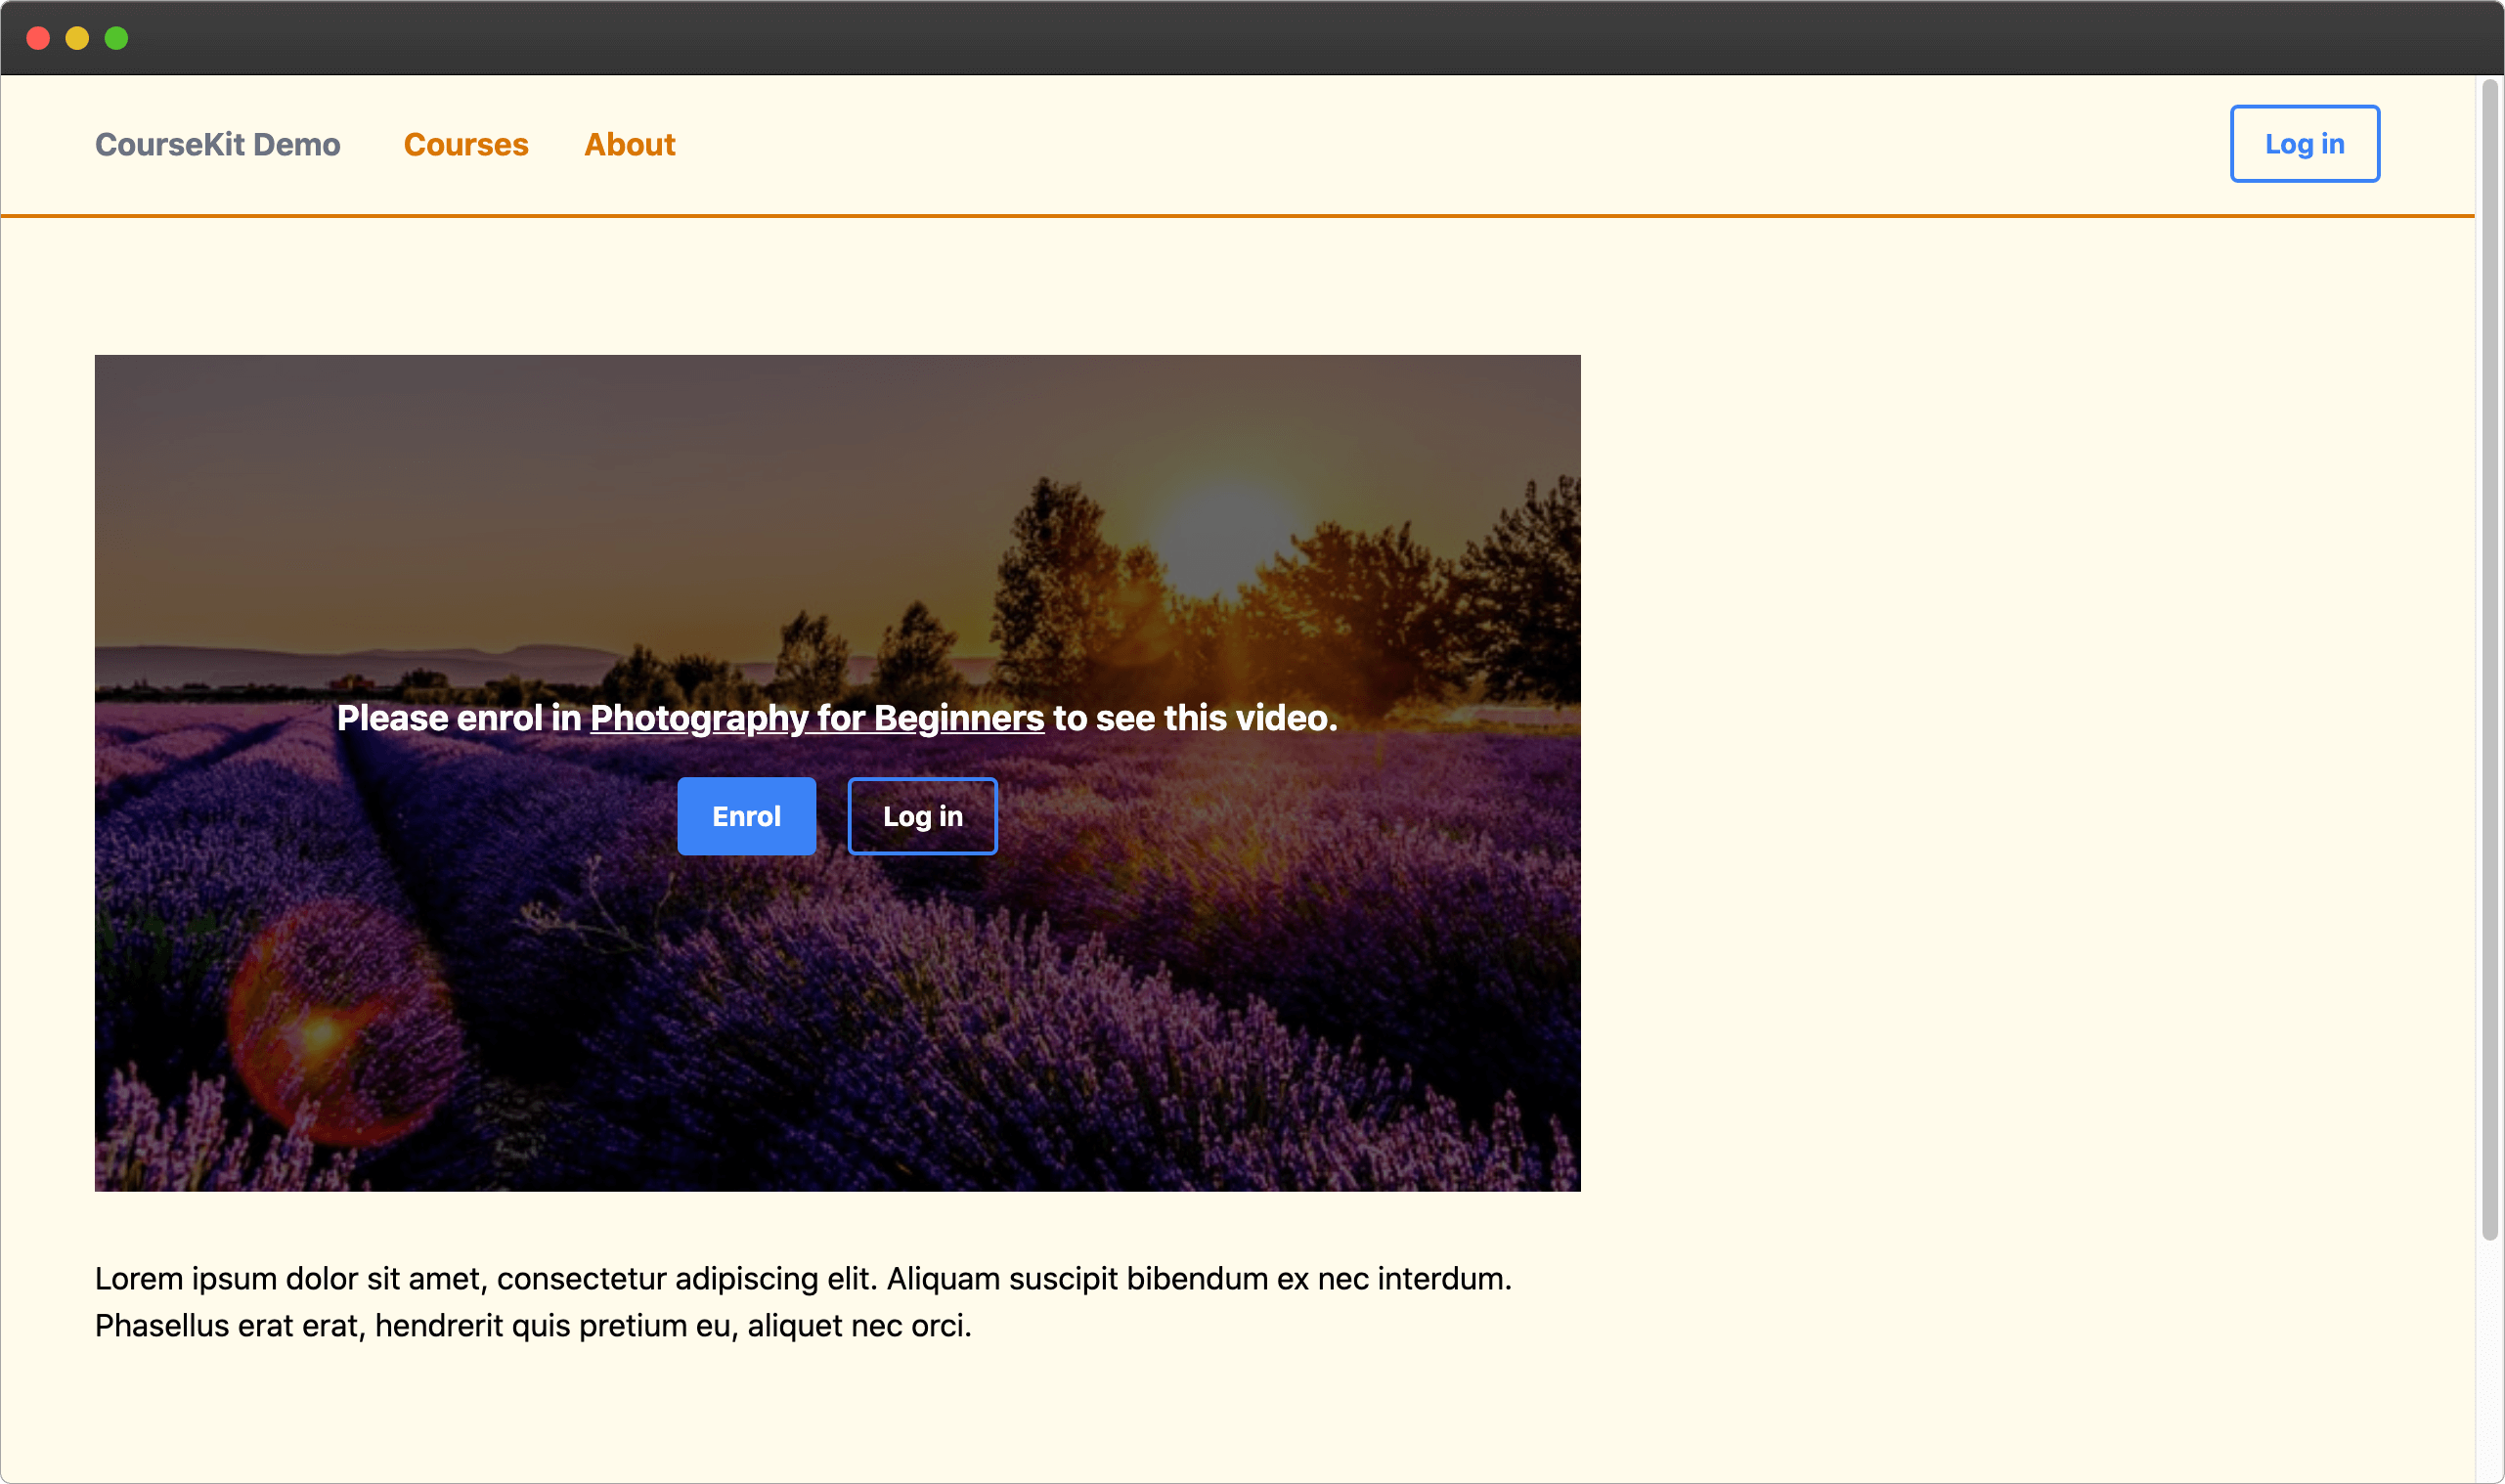 CourseKit Demo Courses About Log in
Please enrol in Photography for Beginners to see this video.
Enrol Log in
Lorem ipsum dolor sit amet, consectetur adipiscing elit. Aliquam suscipit bibendum ex nec interdum.
Phasellus erat erat, hendrerit quis pretium eu, aliquet nec orci.